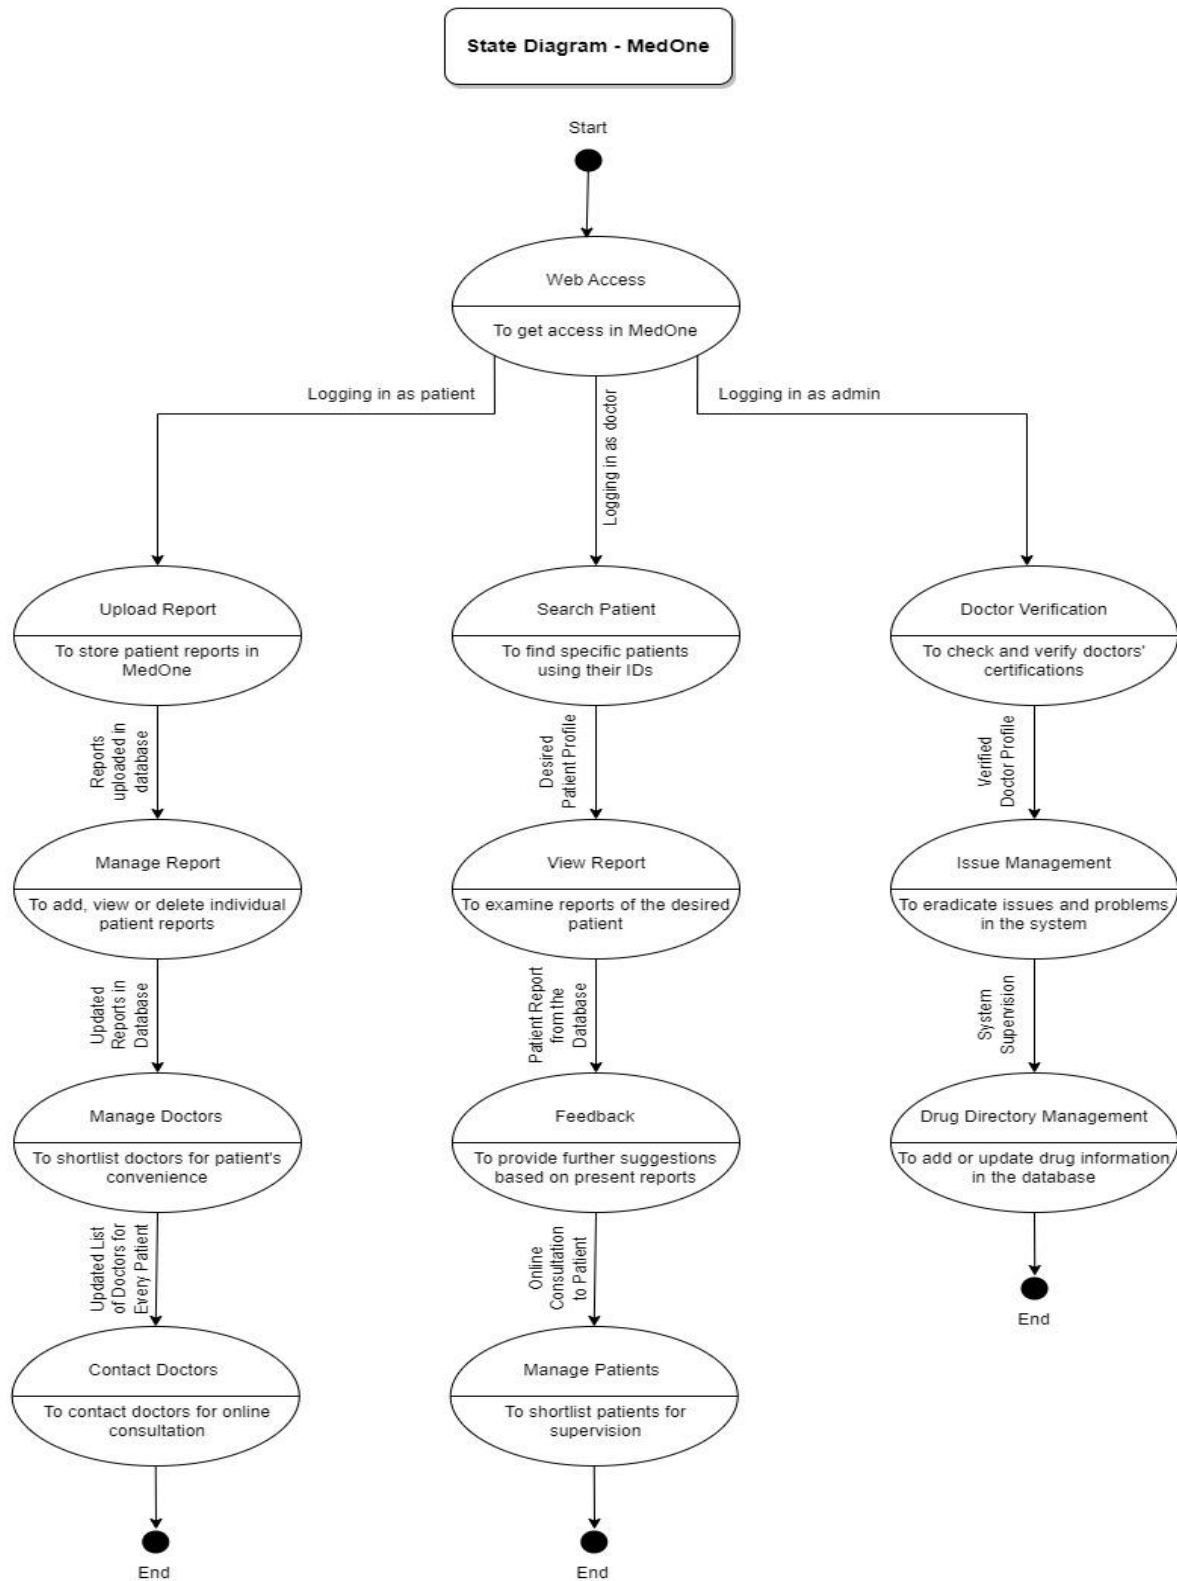 State Diagram - MedOne
Start
Web Access
To get access in MedOne
Logging in as patient
Logging in as doctor
Logging in as admin
Upload Report
To store patient reports in
MedOne
Reports
uploaded in
database
Manage Report
To add, view or delete individual
patient reports
Updated
Reports in
Database
Manage Doctors
To shortlist doctors for patient's
convenience
Updated List
of Doctors for
Every Patient
Contact Doctors
To contact doctors for online
consultation
End
Search Patient
To find specific patients
using their IDs
Desired
Patient Profile
View Report
To examine reports of the desired
patient
Patient Report
from the
Database
Feedback
To provide further suggestions
based on present reports
Online
Consultation
to Patient
Manage Patients
To shortlist patients for
supervision
End
Doctor Verification
To check and verify doctors'
certifications
Verified
Doctor Profile
Issue Management
To eradicate issues and problems
in the system
System
Supervision
Drug Directory Management
To add or update drug information
in the database
End